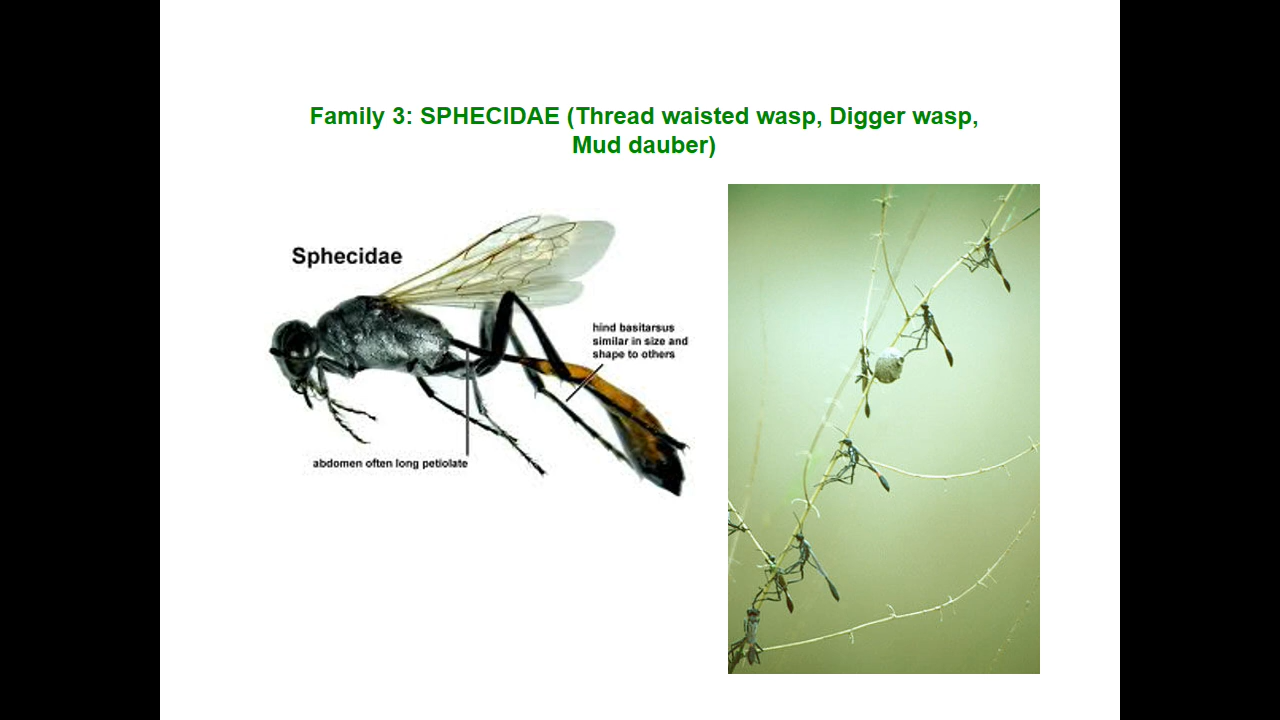 Family 3: SPHECIDAE (Thread waisted wasp, Digger wasp,
Mud dauber)
Sphecidae
hind basitarsus
similar in size and
shape to others
abdomen often long petiolate